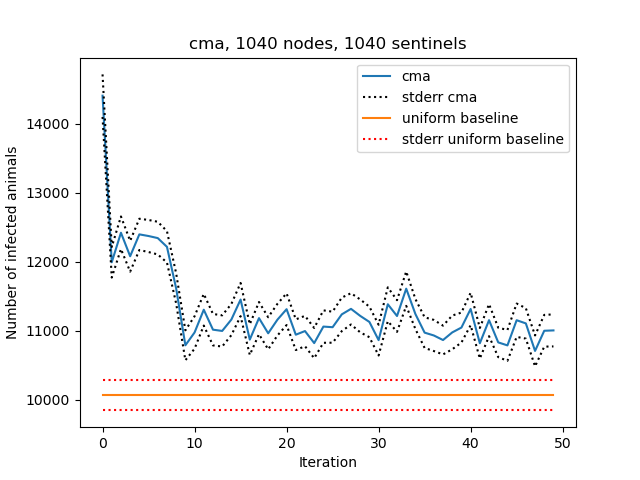 cma, 1040 nodes, 1040 sentinels
cma
stderr cma
uniform baseline
stderr uniform baseline
Number of infected animals
14000
13000
12000
11000
10000
0 10 20 30 40 50
Iteration